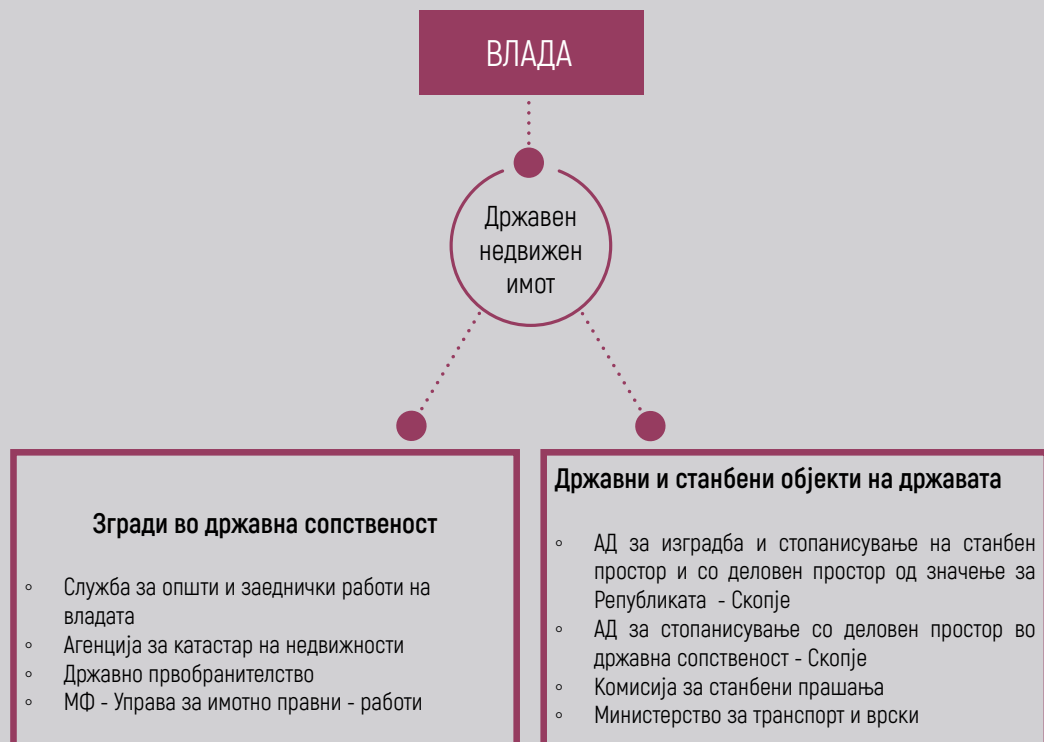 ВЛАДА
Државен
недвижен
имот
Згради во државна сопственост
◦ Служба за општи и заеднички работи на
владата
◦ Агенција за катастар на недвижности
◦ Државно првобранителство
◦ МФ - Управа за имотно правни - работи
Државни и станбени објекти на државата
◦ АД за изградба и стопанисување на станбен
простор и со деловен простор од значење за
Републиката - Скопје
◦ АД за стопанисување со деловен простор во
државна сопственост - Скопје
◦ Комисија за станбени прашања
◦ Министерство за транспорт и врски